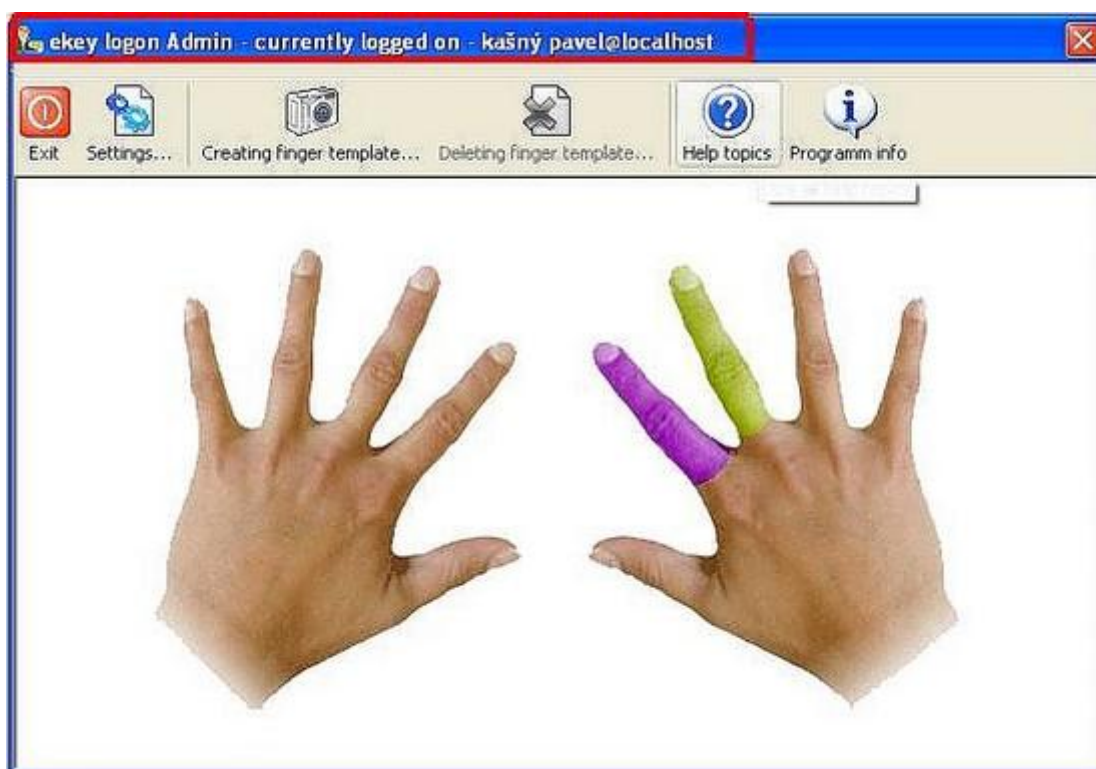 ekey logon Admin - currently logged on - kašný pavel@localhost
Exit Settings... Creating finger template... Deleting finger template... Help topics Programm info